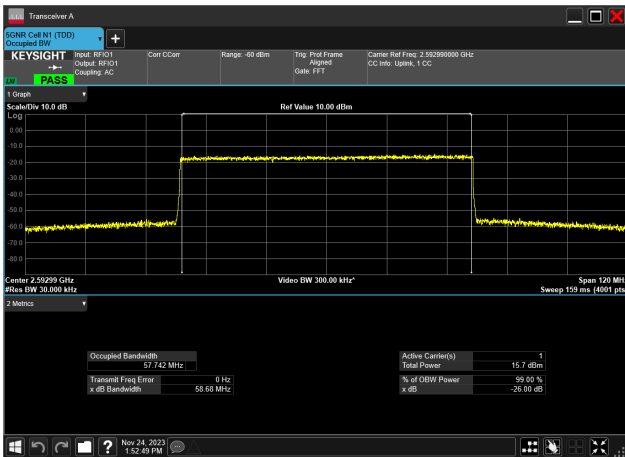 Transceiver A
5GNR Cell N1 (TDD)
Occupied BW
KEYSIGHT
PASS
Input: RFIO1
Output: RFIO1
Coupling: AC
Corr CCorr
Range: -60 dBm
Trig: Prot Frame
Aligned
Gate: FFT
Carrier Ref Freq: 2.592990000 GHz
CC Info: Uplink, 1 CC
1 Graph
Scale/Div 10.0 dB
Ref Value 10.00 dBm
Log
0.00
-10.0
-20.0
-30.0
-40.0
-50.0
-60.0
-70.0
-80.0
Center 2.59299 GHz
Video BW 300.00 kHz*
Span 120 MHz
#Res BW 30.000 kHz
Sweep 159 ms (4001 pts)
2 Metrics
Occupied Bandwidth
57.742 MHz
Transmit Freq Error 0 Hz
x dB Bandwidth 58.68 MHz
Active Carrier(s) 1
Total Power 15.7 dBm
% of OBW Power 99.00 %
x dB -26.00 dB
Nov 24, 2023
1:52:49 PM